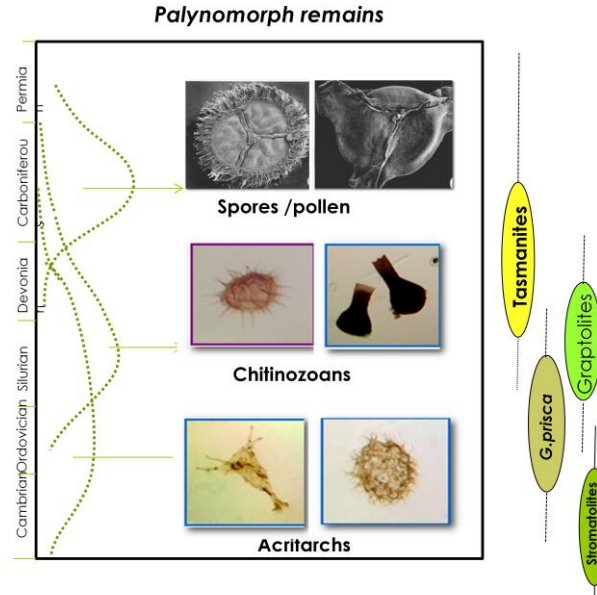 Palynomorph remains
Permia
n
Carboniferou
s
Devonia
n
Silurian
Ordovician
Cambrian
Spores /pollen
Chitinozoans
Acritarchs
Tasmanites
G.prisca
Graptolites
Stromatolites